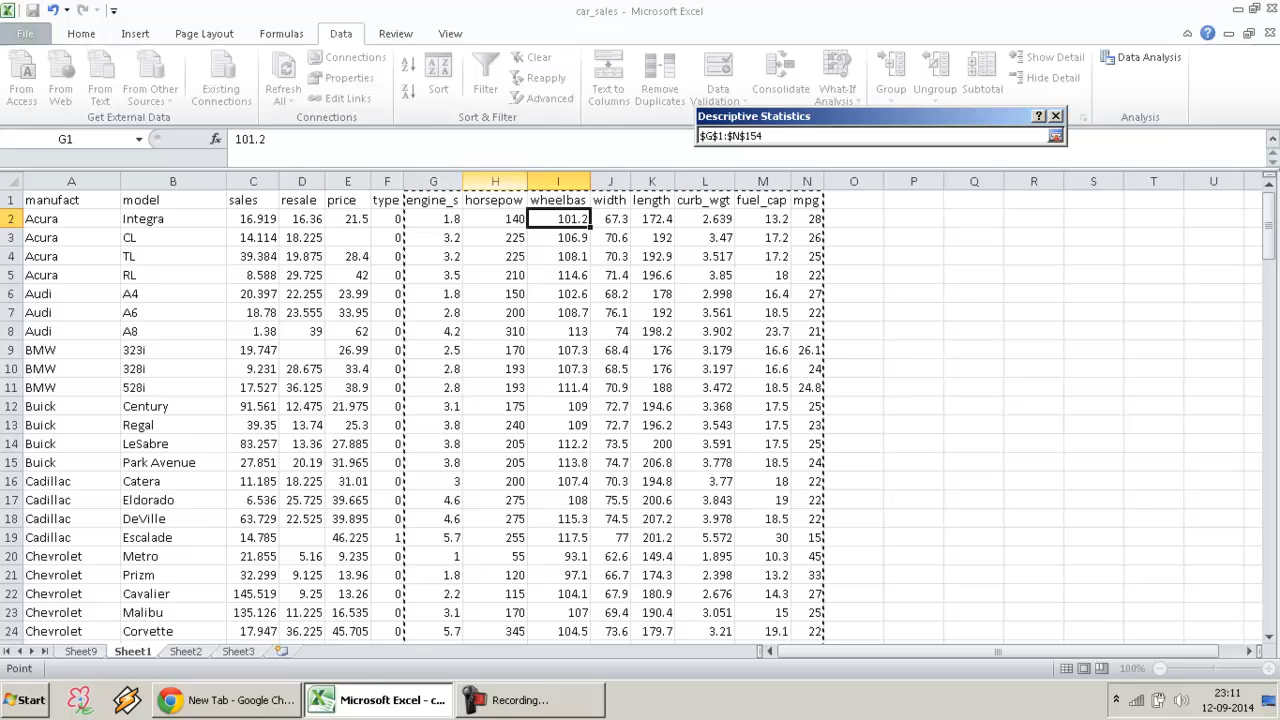 car_sales - Microsoft Excel
File Home Insert Page Layout Formulas Data Review View
From Access
From Web
From Text
From Other Sources
Existing Connections
Get External Data
Refresh All
Connections
Properties
Edit Links
Connections
Sort
Filter
Clear
Reapply
Advanced
Sort & Filter
Text to Columns
Remove Duplicates
Data Validation
Consolidate
What-If Analysis
Group
Ungroup
Subtotal
Show Detail
Hide Detail
Data Analysis
Analysis
Descriptive Statistics
$G$1:$N$154
G1 fx 101.2
A B C D E F G H I J K L M N O P Q R S T U
1 manufact model sales resale price type engine_s horsepow wheelbas width length curb_wgt fuel_cap mpg
2 Acura Integra 16.919 16.36 21.5 0 1.8 140 101.2 67.3 172.4 2.639 13.2 28
3 Acura CL 14.114 18.225 0 3.2 225 106.9 70.6 192 3.47 17.2 26
4 Acura TL 39.384 19.875 28.4 0 3.2 225 108.1 70.3 192.9 3.517 17.2 25
5 Acura RL 8.588 29.725 42 0 3.5 210 114.6 71.4 196.6 3.85 18 22
6 Audi A4 20.397 22.255 23.99 0 1.8 150 102.6 68.2 178 2.998 16.4 27
7 Audi A6 18.78 23.555 33.95 0 2.8 200 108.7 76.1 192 3.561 18.5 22
8 Audi A8 1.38 39 62 0 4.2 310 113 74 198.2 3.902 23.7 21
9 BMW 323i 19.747 26.99 0 2.5 170 107.3 68.4 176 3.179 16.6 26.1
10 BMW 328i 9.231 28.675 33.4 0 2.8 193 107.3 68.5 176 3.197 16.6 24
11 BMW 528i 17.527 36.125 38.9 0 2.8 193 111.4 70.9 188 3.472 18.5 24.8
12 Buick Century 91.561 12.475 21.975 0 3.1 175 109 72.7 194.6 3.368 17.5 25
13 Buick Regal 39.35 13.74 25.3 0 3.8 240 109 72.7 196.2 3.543 17.5 23
14 Buick LeSabre 83.257 13.36 27.885 0 3.8 205 112.2 73.5 200 3.591 17.5 25
15 Buick Park Avenue 27.851 20.19 31.965 0 3.8 205 113.8 74.7 206.8 3.778 18.5 24
16 Cadillac Catera 11.185 18.225 31.01 0 3 200 107.4 70.3 194.8 3.77 18 22
17 Cadillac Eldorado 6.536 25.725 39.665 0 4.6 275 108 75.5 200.6 3.843 19 22
18 Cadillac DeVille 63.729 22.525 39.895 0 4.6 275 115.3 74.5 207.2 3.978 18.5 22
19 Cadillac Escalade 14.785 46.225 1 5.7 255 117.5 77 201.2 5.572 30 15
20 Chevrolet Metro 21.855 5.16 9.235 0 1 55 93.1 62.6 149.4 1.895 10.3 45
21 Chevrolet Prizm 32.299 9.125 13.96 0 1.8 120 97.1 66.7 174.3 2.398 13.2 33
22 Chevrolet Cavalier 145.519 9.25 13.26 0 2.2 115 104.1 67.9 180.9 2.676 14.3 27
23 Chevrolet Malibu 135.126 11.225 16.535 0 3.1 170 107 69.4 190.4 3.051 15 25
24 Chevrolet Corvette 17.947 36.225 45.705 0 5.7 345 104.5 73.6 179.7 3.21 19.1 22
Sheet9 Sheet1 Sheet2 Sheet3
Point 100%
Start New Tab - Google Ch... Microsoft Excel - c... Recording... 23:11
12-09-2014